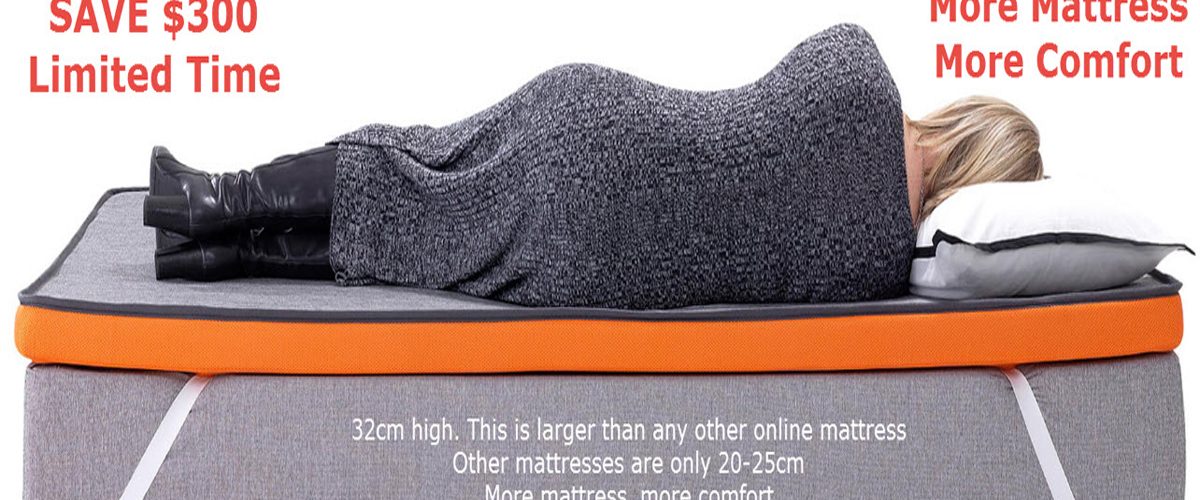 SAVE $300
Limited Time
More Mattress
More Comfort
32cm high. This is larger than any other online mattress
Other mattresses are only 20-25cm
More mattress, more comfort